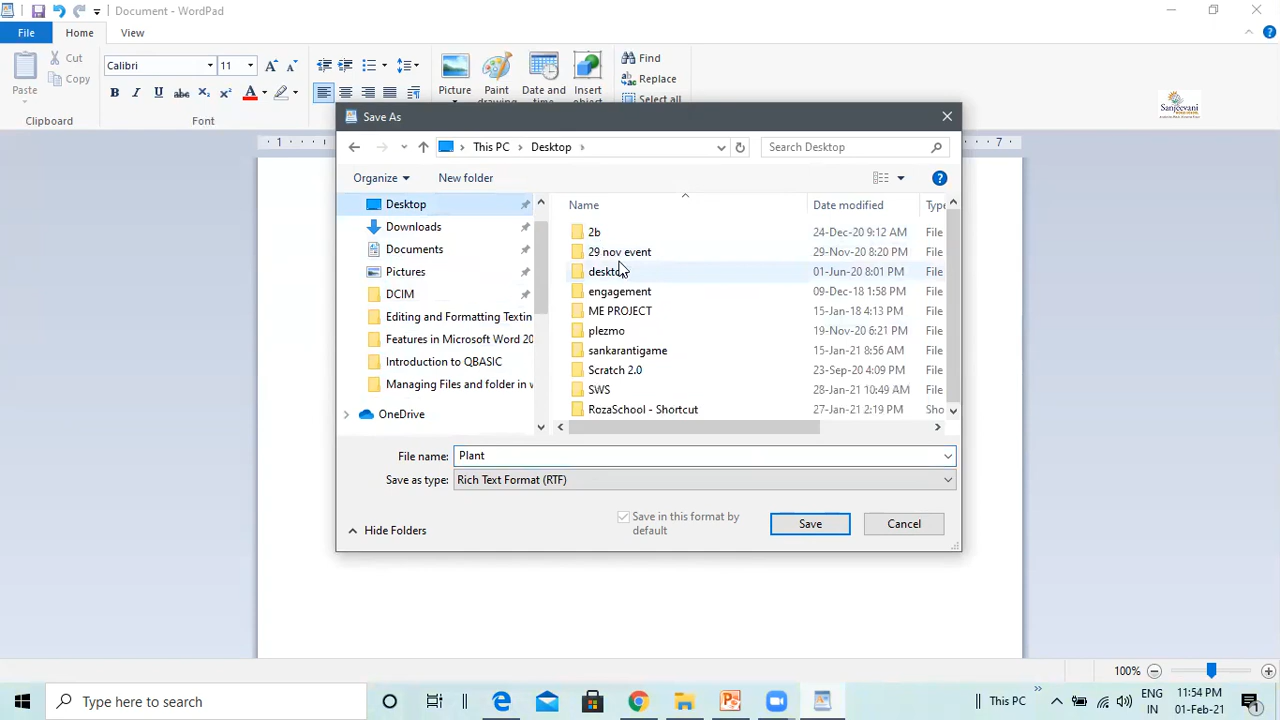 Document - WordPad
File Home View
Cut
Copy
Paste
Clipboard
Calibri 11
B I U abc X₂ X²
Font
Picture
Paint drawing
Date and time
Insert object
Find
Replace
Select all
Sanjeevani
1 7
Save As
This PC Desktop
Search Desktop
Organize New folder
Desktop
Downloads
Documents
Pictures
DCIM
Editing and Formatting Textin
Features in Microsoft Word 20
Introduction to QBASIC
Managing Files and folder in w
OneDrive
Name Date modified Type
2b 24-Dec-20 9:12 AM File
29 nov event 29-Nov-20 8:20 PM File
deskto 01-Jun-20 8:01 PM File
engagement 09-Dec-18 1:58 PM File
ME PROJECT 15-Jan-18 4:13 PM File
plezmo 19-Nov-20 6:21 PM File
sankarantigame 15-Jan-21 8:56 AM File
Scratch 2.0 23-Sep-20 4:09 PM File
SWS 28-Jan-21 10:49 AM File
RozaSchool - Shortcut 27-Jan-21 2:19 PM Sho
File name: Plant
Save as type: Rich Text Format (RTF)
Save in this format by
default
Hide Folders
Save Cancel
100%
Type here to search
This PC
ENG
IN
11:54 PM
01-Feb-21
1